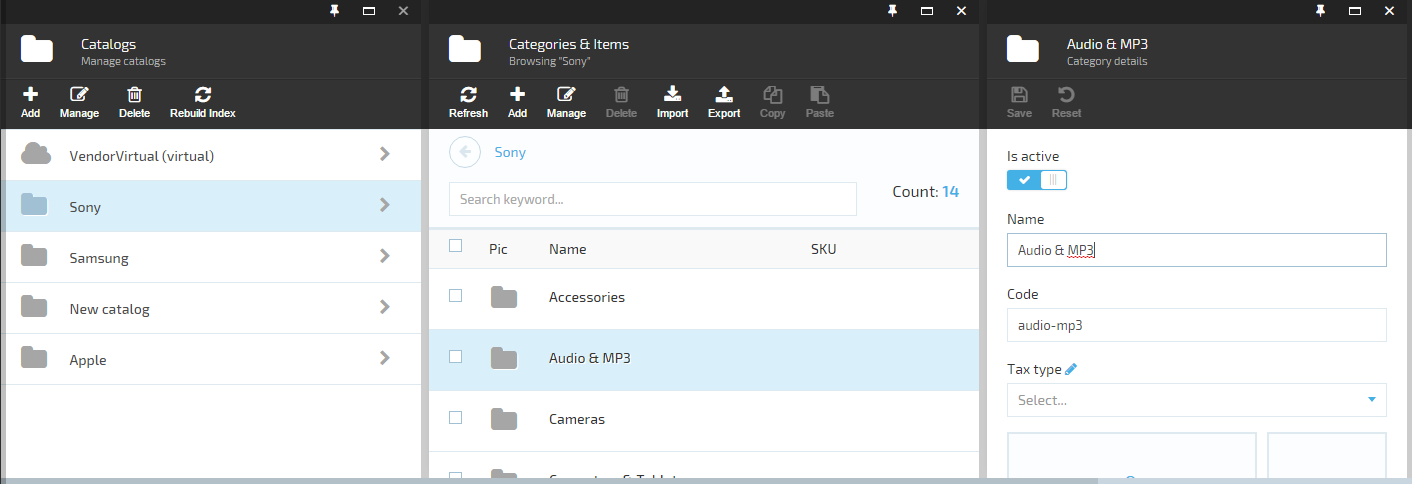 Catalogs
Manage catalogs
Add Manage Delete Rebuild Index
VendorVirtual (virtual)
Sony
Samsung
New catalog
Apple
Categories & Items
Browsing "Sony"
Refresh Add Manage Delete Import Export Copy Paste
Sony
Search keyword...
Count: 14
Pic Name SKU
Accessories
Audio & MP3
Cameras
Audio & MP3
Category details
Save Reset
Is active
Name
Audio & MP3
Code
audio-mp3
Tax type
Select...